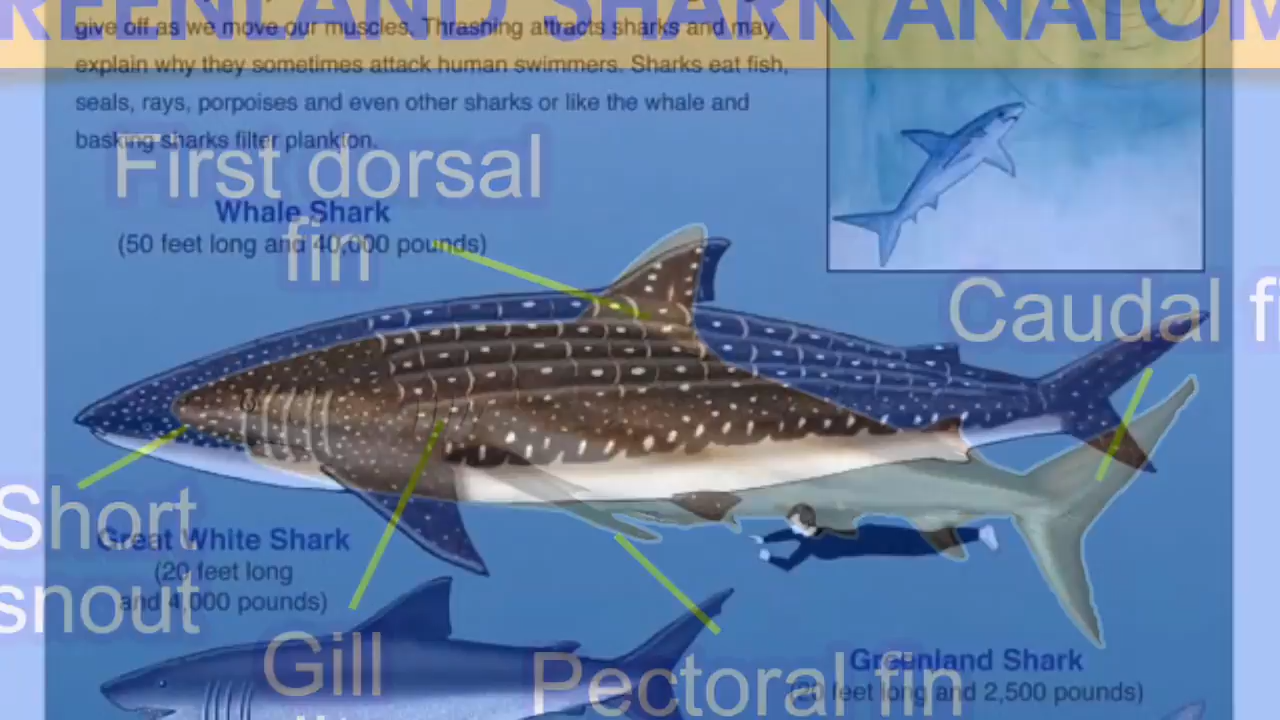 REENLAND SHARK ANATOM
give off as we move our muscles. Thrashing attracts sharks and may
explain why they sometimes attack human swimmers. Sharks eat fish,
seals, rays, porpoises and even other sharks or like the whale and
basking sharks filter plankton.
First dorsal
fin
Whale Shark
(50 feet long and 40,000 pounds)
Caudal f
Short
snout
Great White Shark
(20 feet long
and 4,000 pounds)
Gill
Pectoral fin
Greenland Shark
(20 feet long and 2,500 pounds)